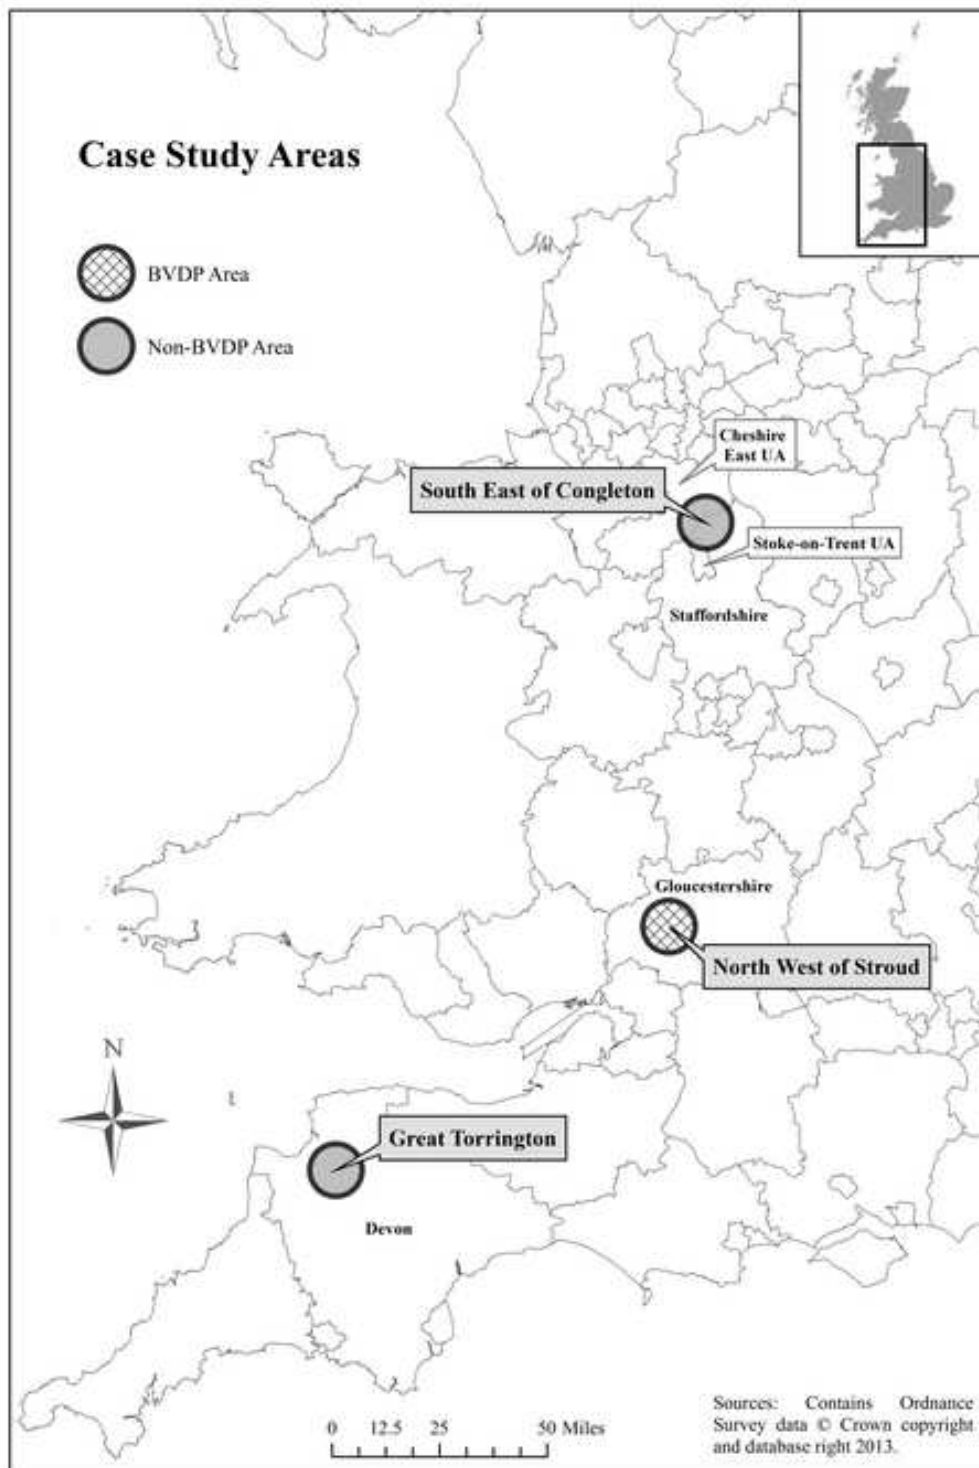 Case Study Areas
BVDP Area
Non-BVDP Area
Cheshire
East UA
South East of Congleton
Stoke-on-Trent UA
Staffordshire
Gloucestershire
North West of Stroud
N
Great Torrington
Devon
0 12.5 25 50 Miles
Sources: Contains Ordnance
Survey data © Crown copyright
and database right 2013.